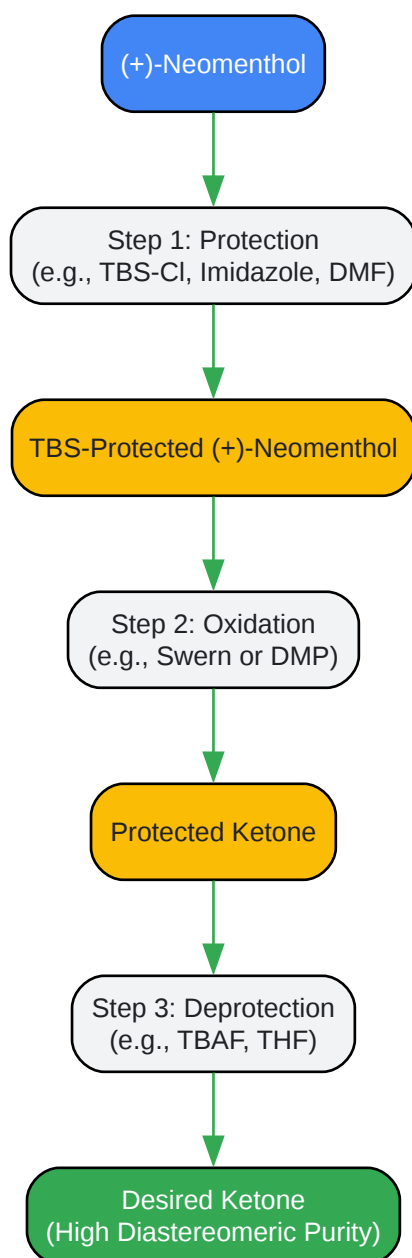 (+)-Neomenthol
Step 1: Protection
(e.g., TBS-Cl, Imidazole, DMF)
TBS-Protected (+)-Neomenthol
Step 2: Oxidation
(e.g., Swern or DMP)
Protected Ketone
Step 3: Deprotection
(e.g., TBAF, THF)
Desired Ketone
(High Diastereomeric Purity)